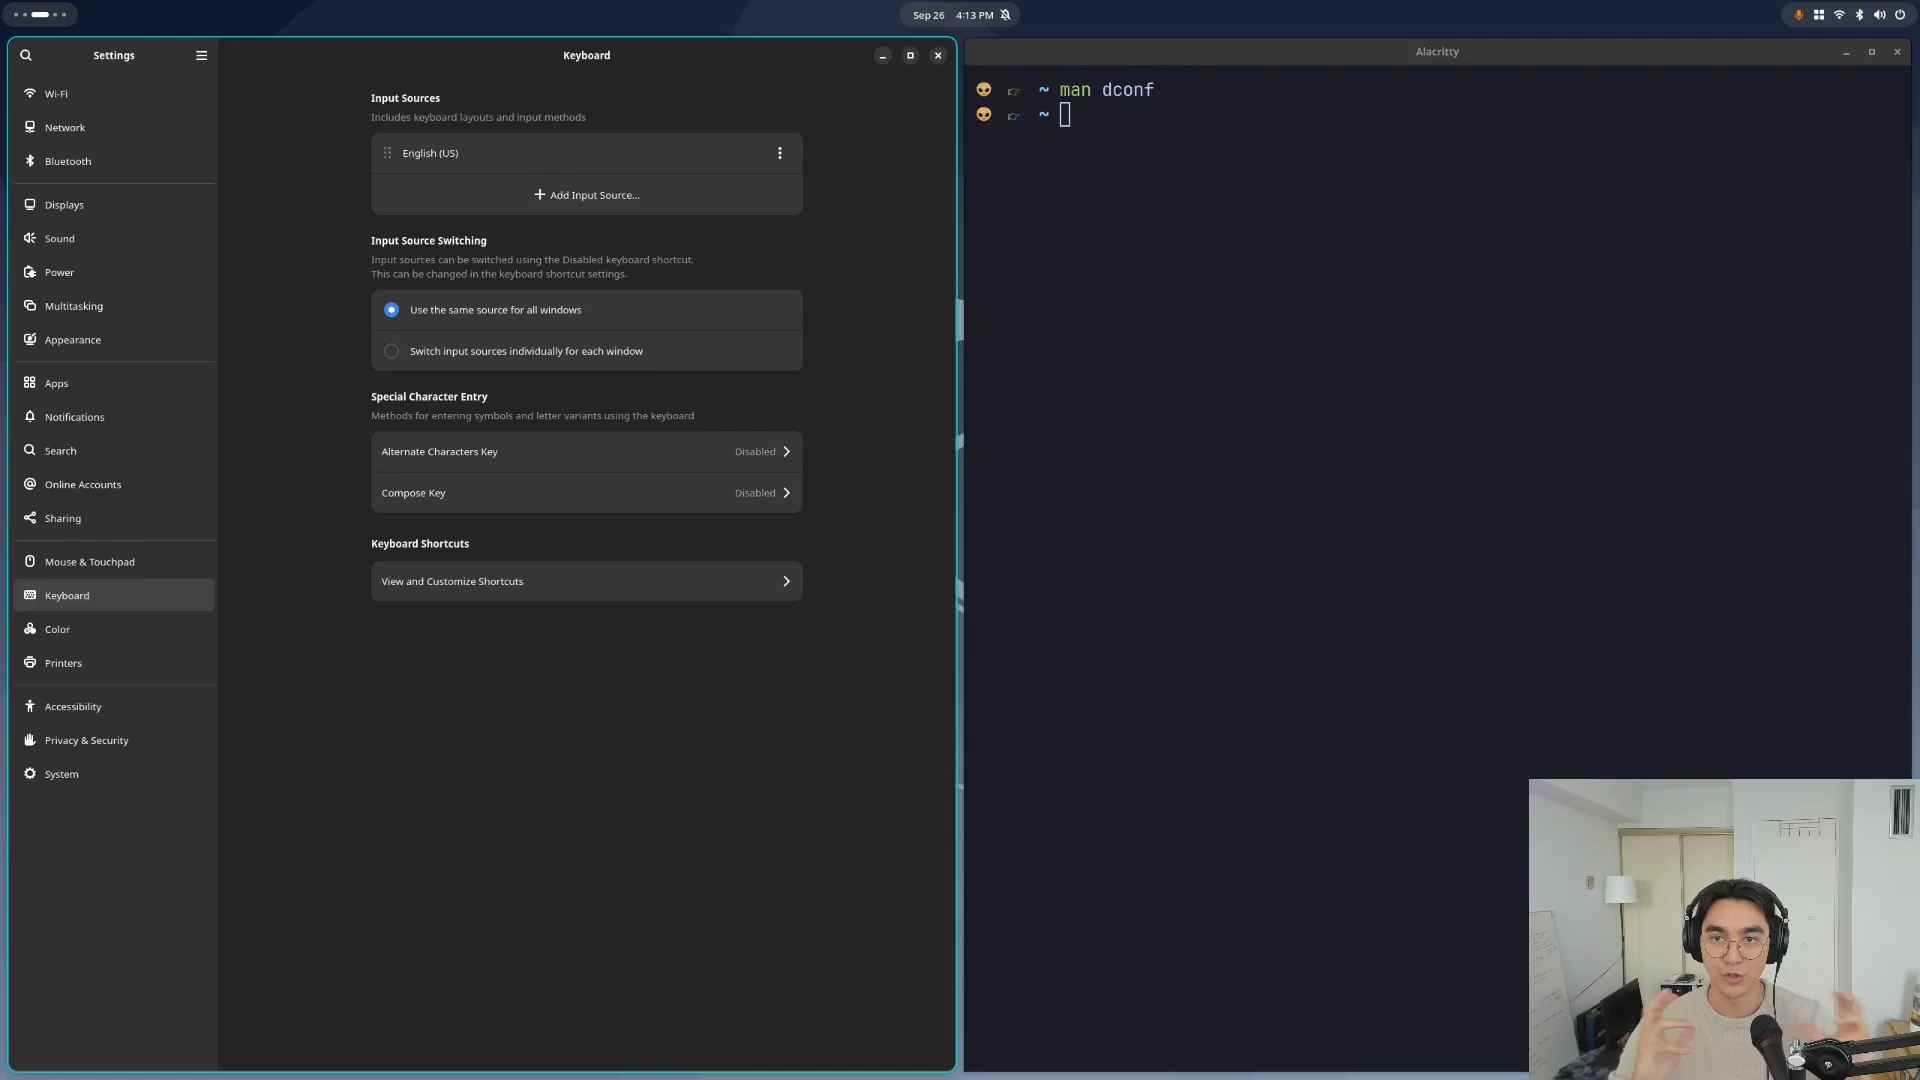 Sep 26 4:13 PM
Settings
Wi-Fi
Network
Bluetooth
Displays
Sound
Power
Multitasking
Appearance
Apps
Notifications
Search
Online Accounts
Sharing
Mouse & Touchpad
Keyboard
Color
Printers
Accessibility
Privacy & Security
System
Keyboard
Input Sources
Includes keyboard layouts and input methods
English (US)
Add Input Source...
Input Source Switching
Input sources can be switched using the Disabled keyboard shortcut.
This can be changed in the keyboard shortcut settings.
Use the same source for all windows
Switch input sources individually for each window
Special Character Entry
Methods for entering symbols and letter variants using the keyboard
Alternate Characters Key Disabled
Compose Key Disabled
Keyboard Shortcuts
View and Customize Shortcuts
Alacritty
~ man dconf
~